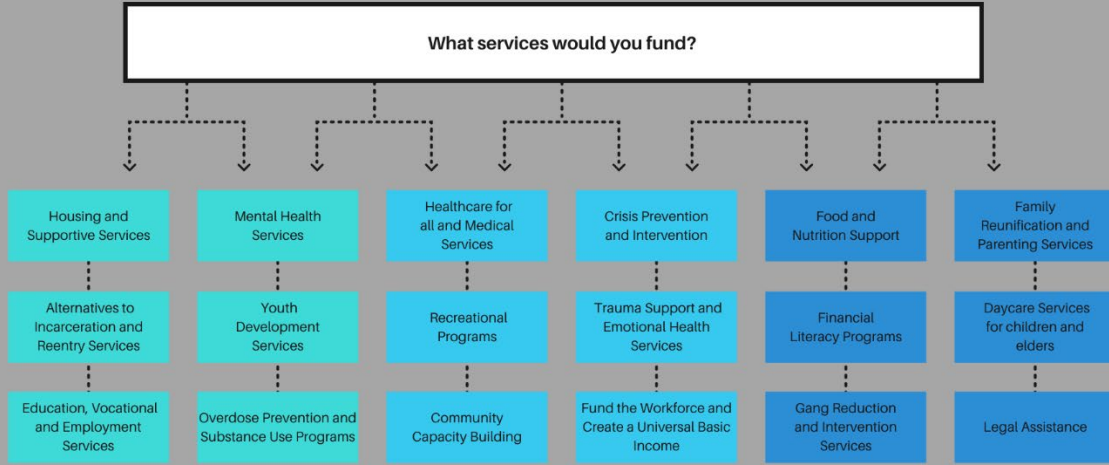 What services would you fund?
Housing and
Supportive Services
Mental Health
Services
Healthcare for
all and Medical
Services
Crisis Prevention
and Intervention
Food and
Nutrition Support
Family
Reunification and
Parenting Services
Alternatives to
Incarceration and
Reentry Services
Youth
Development
Services
Recreational
Programs
Trauma Support and
Emotional Health
Services
Financial
Literacy Programs
Daycare Services
for children and
elders
Education, Vocational
and Employment
Services
Overdose Prevention and
Substance Use Programs
Community
Capacity Building
Fund the Workforce and
Create a Universal Basic
Income
Gang Reduction
and Intervention
Services
Legal Assistance